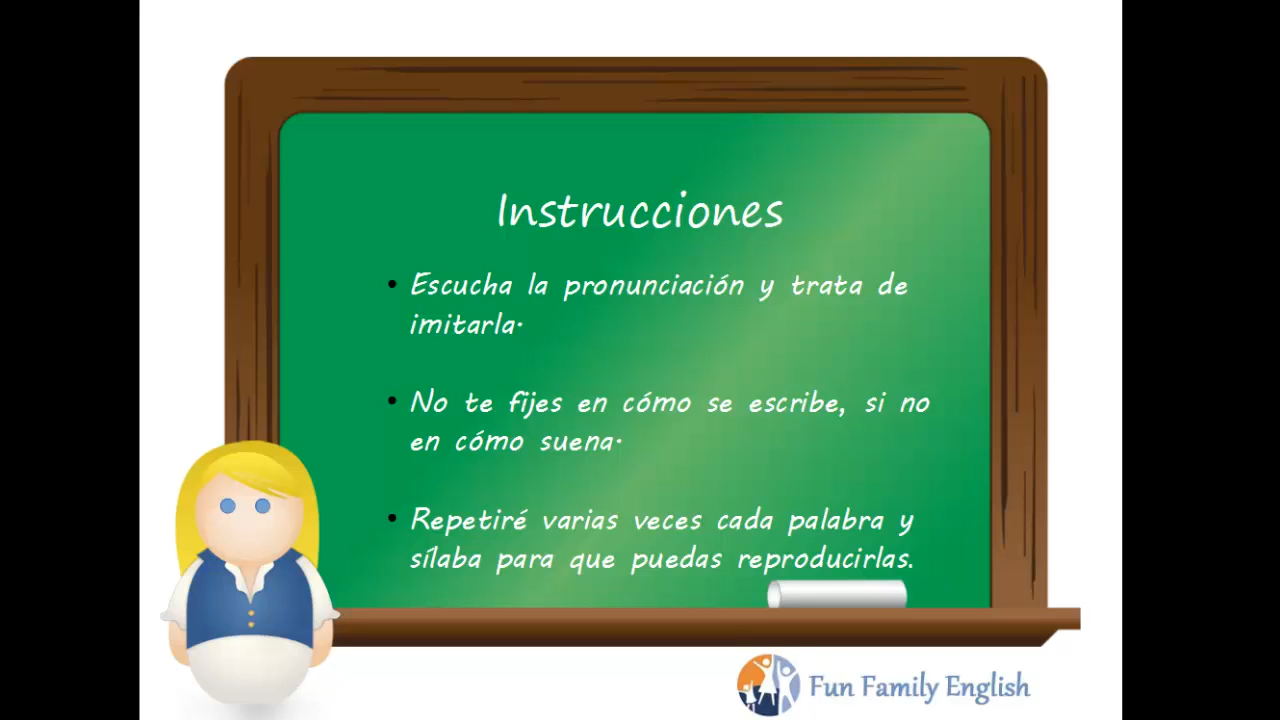 Instrucciones
• Escucha la pronunciación y trata de
imitarla.
• No te fijes en cómo se escribe, si no
en cómo suena.
• Repetiré varias veces cada palabra y
sílaba para que puedas reproducirlas.
Fun Family English